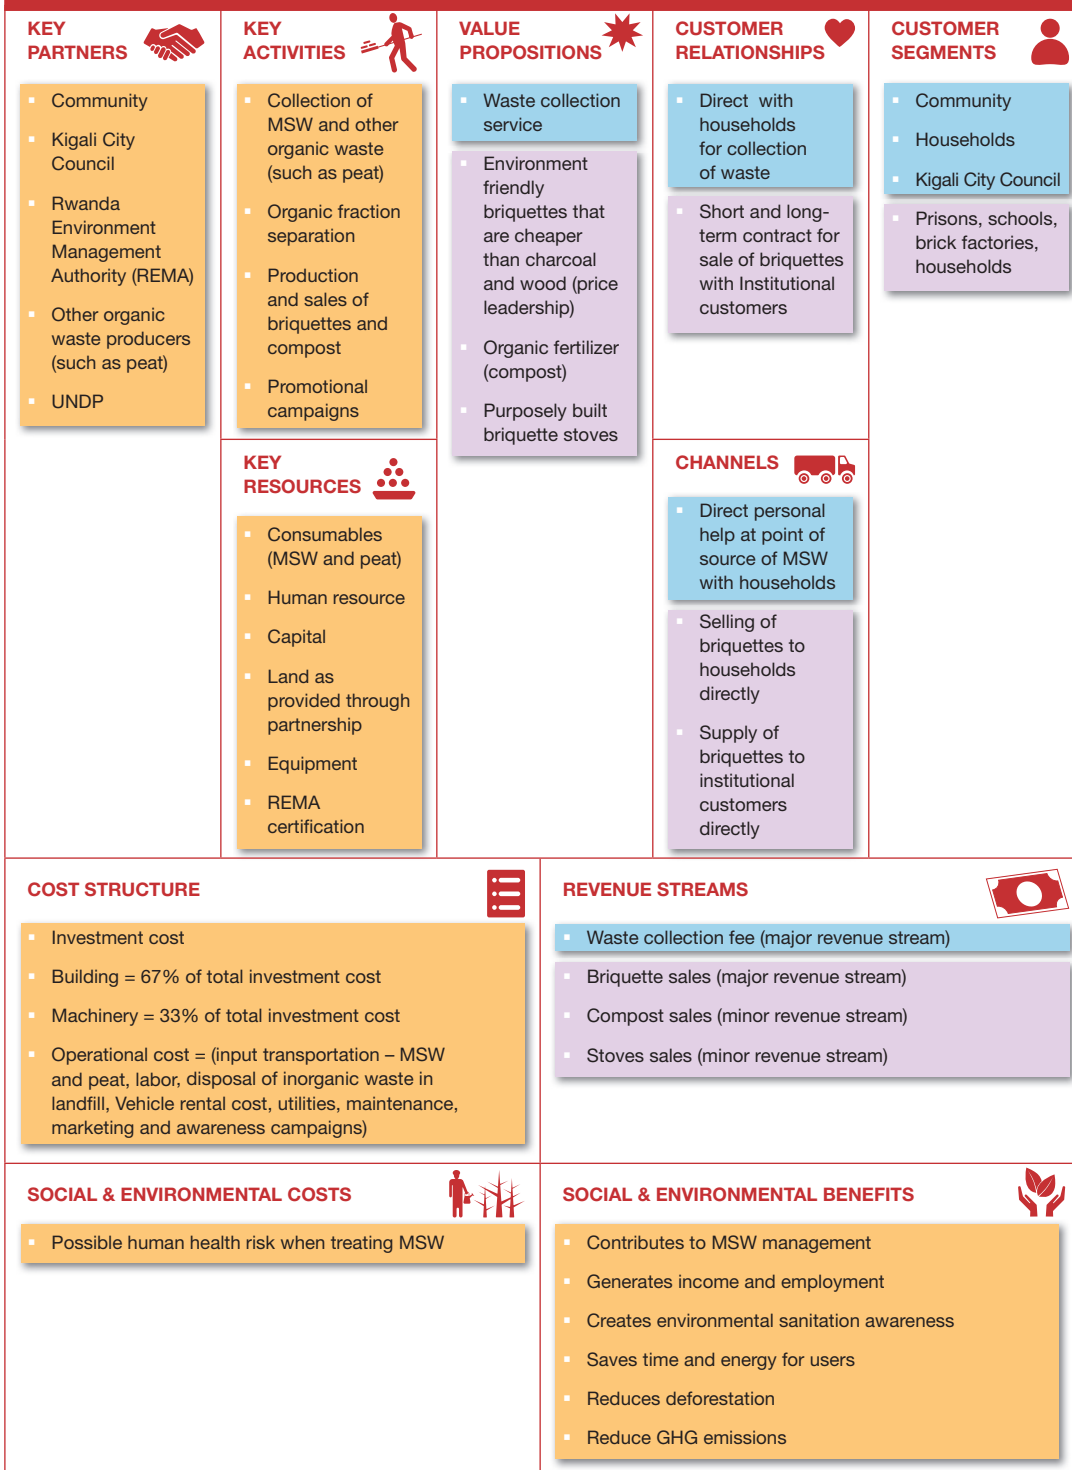 KEY
PARTNERS
Community
Kigali City
Council
Rwanda
Environment
Management
Authority (REMA)
Other organic
waste producers
(such as peat)
UNDP
KEY
ACTIVITIES
Collection of
MSW and other
organic waste
(such as peat)
Organic fraction
separation
Production
and sales of
briquettes and
compost
Promotional
campaigns
KEY
RESOURCES
Consumables
(MSW and peat)
Human resource
Capital
Land as
provided through
partnership
Equipment
REMA
certification
VALUE
PROPOSITIONS
Waste collection
service
Environment
friendly
briquettes that
are cheaper
than charcoal
and wood (price
leadership)
Organic fertilizer
(compost)
Purposely built
briquette stoves
CUSTOMER
RELATIONSHIPS
Direct with
households
for collection
of waste
Short and long-
term contract for
sale of briquettes
with Institutional
customers
CHANNELS
Direct personal
help at point of
source of MSW
with households
Selling of
briquettes to
households
directly
Supply of
briquettes to
institutional
customers
directly
CUSTOMER
SEGMENTS
Community
Households
Kigali City Council
Prisons, schools,
brick factories,
households
COST STRUCTURE
Investment cost
Building = 67% of total investment cost
Machinery = 33% of total investment cost
Operational cost = (input transportation – MSW
and peat, labor, disposal of inorganic waste in
landfill, Vehicle rental cost, utilities, maintenance,
marketing and awareness campaigns)
REVENUE STREAMS
Waste collection fee (major revenue stream)
Briquette sales (major revenue stream)
Compost sales (minor revenue stream)
Stoves sales (minor revenue stream)
SOCIAL & ENVIRONMENTAL COSTS
Possible human health risk when treating MSW
SOCIAL & ENVIRONMENTAL BENEFITS
Contributes to MSW management
Generates income and employment
Creates environmental sanitation awareness
Saves time and energy for users
Reduces deforestation
Reduce GHG emissions